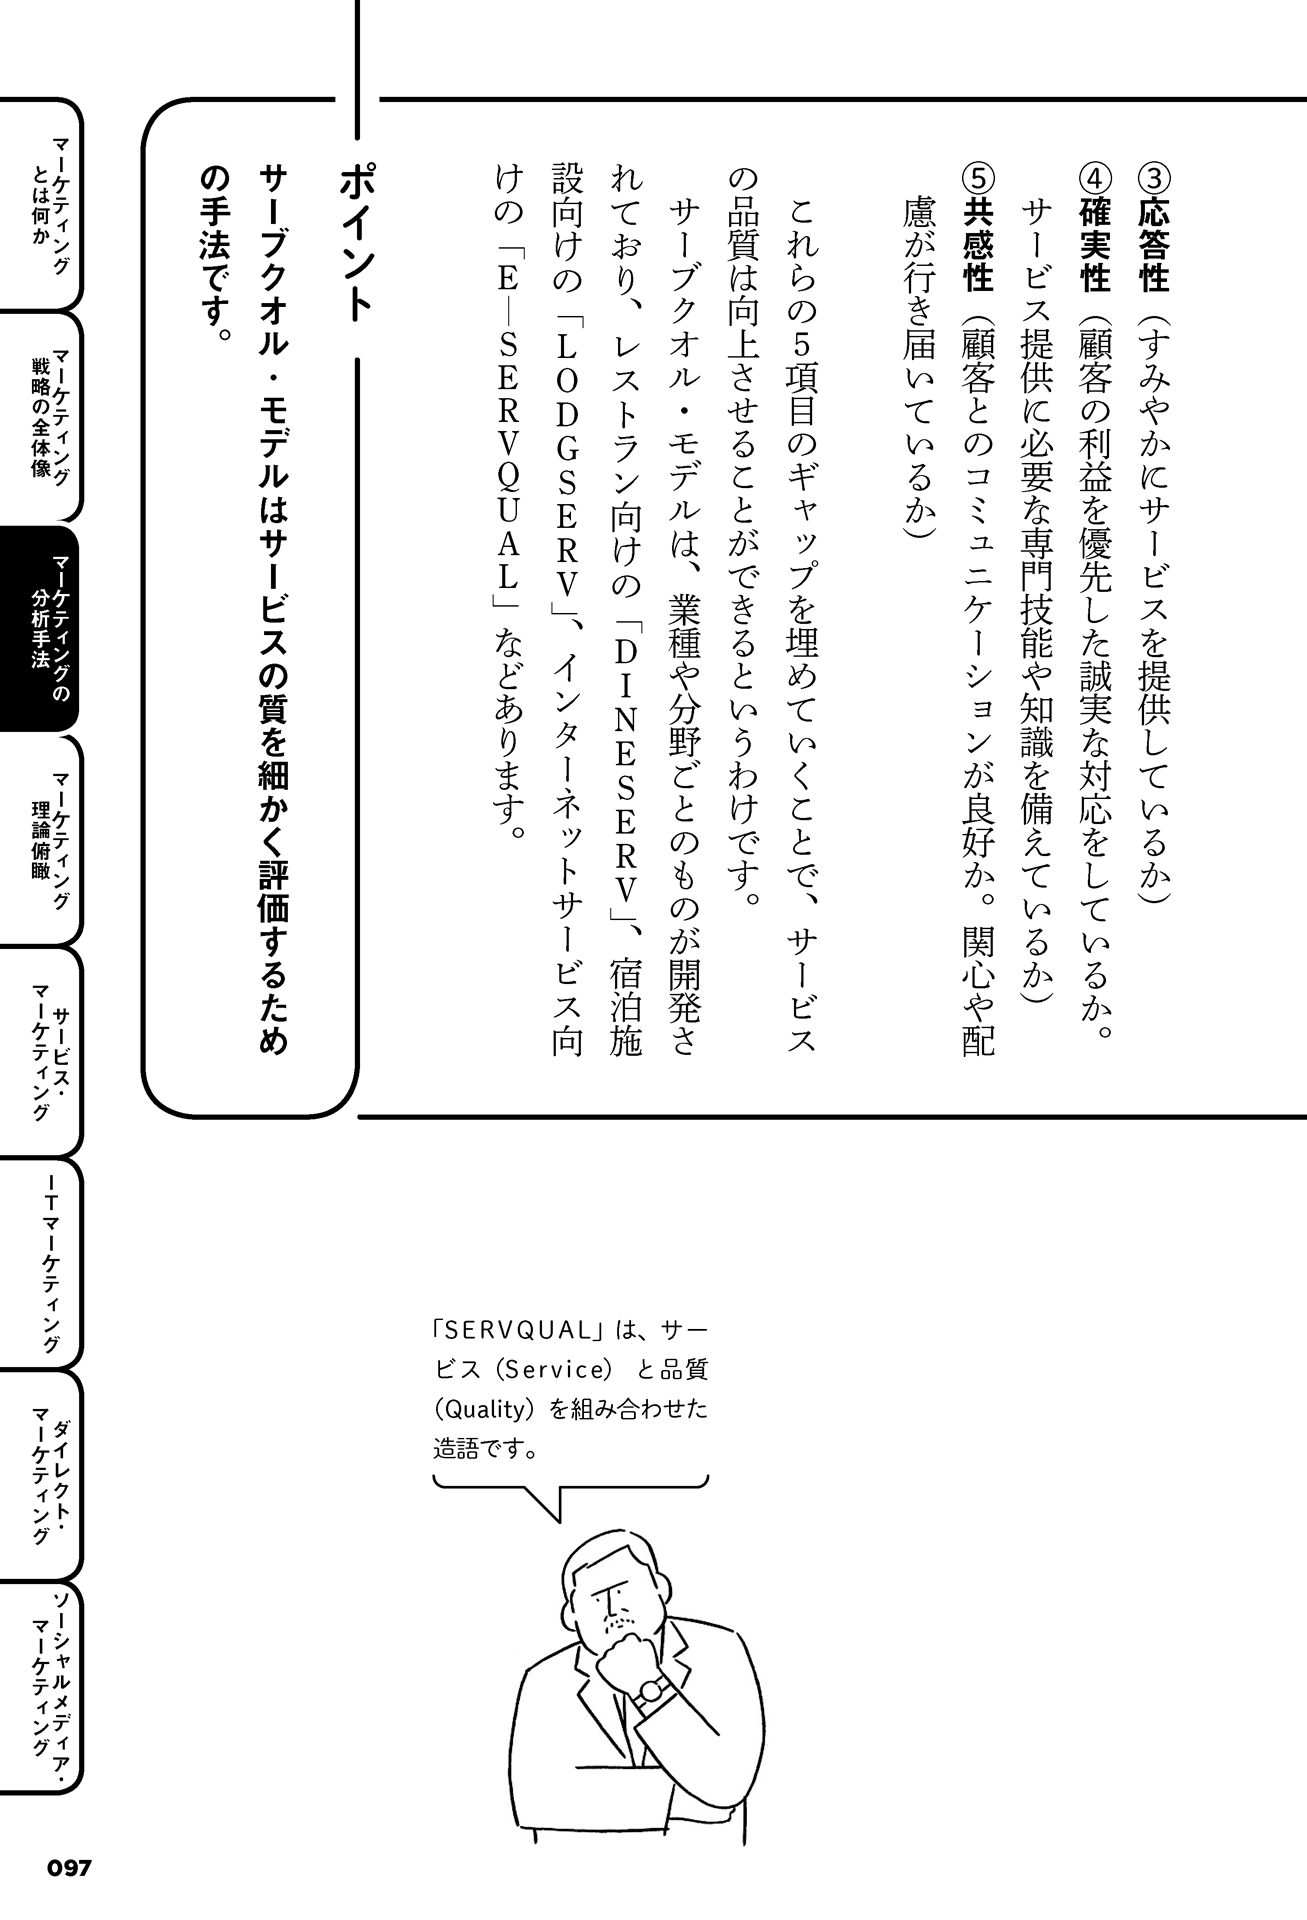 ③応答性（すみやかにサービスを提供しているか）
④確実性（顧客の利益を優先した誠実な対応をしているか。
サービス提供に必要な専門技能や知識を備えているか）
⑤共感性（顧客とのコミュニケーションが良好か。関心や配
慮が行き届いているか）
これらの5項目のギャップを埋めていくことで、サービス
の品質は向上させることができるというわけです。
サーブクオル・モデルは、業種や分野ごとのものが開発さ
れており、レストラン向けの「DINESERV」、宿泊施
設向けの「LODGSERV」、インターネットサービス向
けの「E―SERVQUAL」などあります。
ポイント
サーブクオル・モデルはサービスの質を細かく評価するため
の手法です。
「SERVQUAL」は、サー
ビス（Service）と品質
（Quality）を組み合わせた
造語です。
マーケティング
とは何か
マーケティング
戦略の全体像
マーケティングの
分析手法
マーケティング
理論俯瞰
サービス・
マーケティング
ITマーケティング
ダイレクト・
マーケティング
ソーシャルメディア・
マーケティング
097